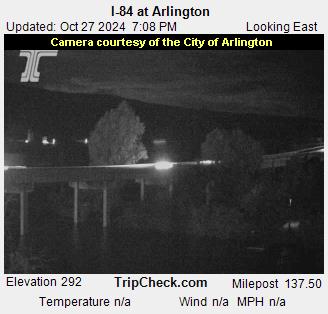 I-84 at Arlington
Updated: Oct 27 2024 7:08 PM Looking East
Camera courtesy of the City of Arlington
Elevation 292 TripCheck.com Milepost 137.50
Temperature n/a Wind n/a MPH n/a